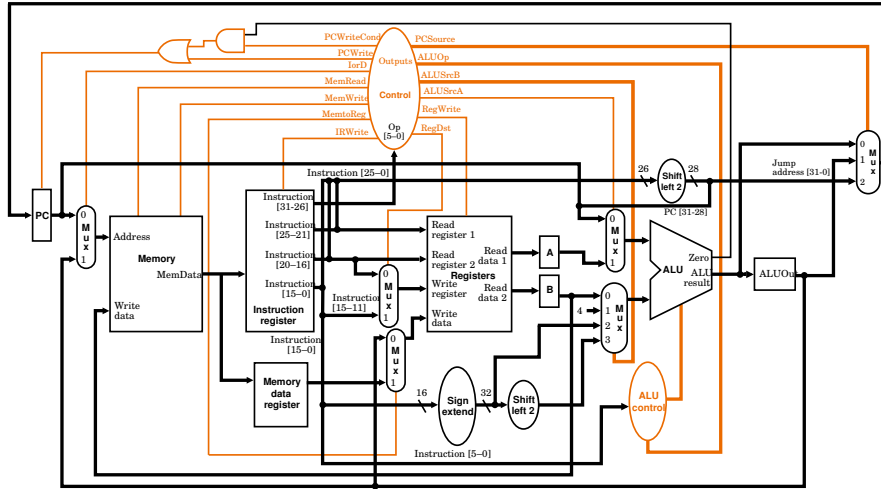 PCWriteCond
PCSource
PCWrite
ALUOp
IorD
Outputs
MemRead
ALUSrcB
Control
MemWrite
ALUSrcA
MemtoReg
RegWrite
Op
[5–0]
IRWrite
RegDst
Instruction [25–0]
26
Shift
left 2
28
Jump
address [31-0]
0
1
2
M
u
x
PC [31-28]
PC
0
M
u
x
1
Address
Memory
MemData
Write
data
Instruction
[31-26]
Instruction
[25–21]
Instruction
[20–16]
Instruction
[15–0]
Instruction
register
Instruction
[15–11]
Instruction
[15–0]
0
M
u
x
1
Read
register 1
Read
register 2
Registers
Write
register
Write
data
Read
data 1
Read
data 2
A
B
0
M
u
x
1
4
0
1
2
3
M
u
x
Zero
ALU
ALU
result
ALUOut
0
M
u
x
1
Memory
data
register
16
Sign
extend
32
Shift
left 2
ALU
control
Instruction [5–0]